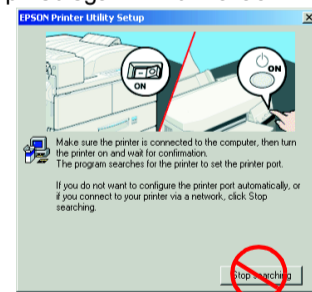 EPSON Printer Utility Setup
ON
ON
Make sure the printer is connected to the computer, then turn
the printer on and wait for confirmation.
The program searches for the printer to set the printer port.
If you do not want to configure the printer port automatically, or
if you connect to your printer via a network, click Stop
searching.
Stop searching